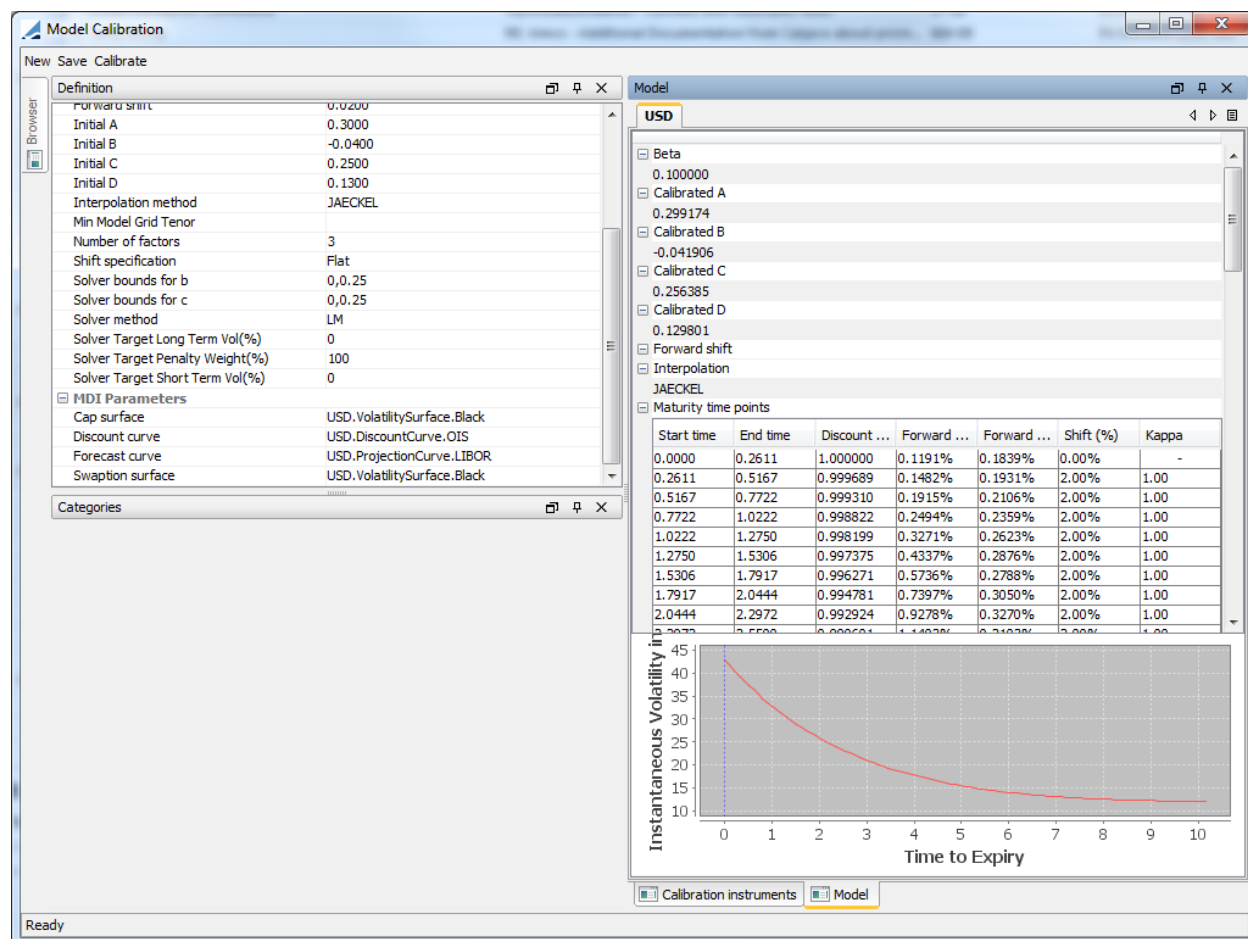 Model Calibration
New Save Calibrate
Browser
Definition
Forward shift 0.0200
Initial A 0.3000
Initial B -0.0400
Initial C 0.2500
Initial D 0.1300
Interpolation method JAECKEL
Min Model Grid Tenor
Number of factors 3
Shift specification Flat
Solver bounds for b 0,0.25
Solver bounds for c 0,0.25
Solver method LM
Solver Target Long Term Vol(%) 0
Solver Target Penalty Weight(%) 100
Solver Target Short Term Vol(%) 0
MDI Parameters
Cap surface USD.VolatilitySurface.Black
Discount curve USD.DiscountCurve.OIS
Forecast curve USD.ProjectionCurve.LIBOR
Swaption surface USD.VolatilitySurface.Black
Categories
Model
USD
Beta
0.100000
Calibrated A
0.299174
Calibrated B
-0.041906
Calibrated C
0.256385
Calibrated D
0.129801
Forward shift
Interpolation
JAECKEL
Maturity time points
Start time End time Discount ... Forward ... Forward ... Shift (%) Kappa
0.0000 0.2611 1.000000 0.1191% 0.1839% 0.00% -
0.2611 0.5167 0.999689 0.1482% 0.1931% 2.00% 1.00
0.5167 0.7722 0.999310 0.1915% 0.2106% 2.00% 1.00
0.7722 1.0222 0.998822 0.2494% 0.2359% 2.00% 1.00
1.0222 1.2750 0.998199 0.3271% 0.2623% 2.00% 1.00
1.2750 1.5306 0.997375 0.4337% 0.2876% 2.00% 1.00
1.5306 1.7917 0.996271 0.5736% 0.2788% 2.00% 1.00
1.7917 2.0444 0.994781 0.7397% 0.3050% 2.00% 1.00
2.0444 2.2972 0.992924 0.9278% 0.3270% 2.00% 1.00
Instantaneous Volatility in
45
40
35
30
25
20
15
10
0 1 2 3 4 5 6 7 8 9 10
Time to Expiry
Calibration instruments Model
Ready